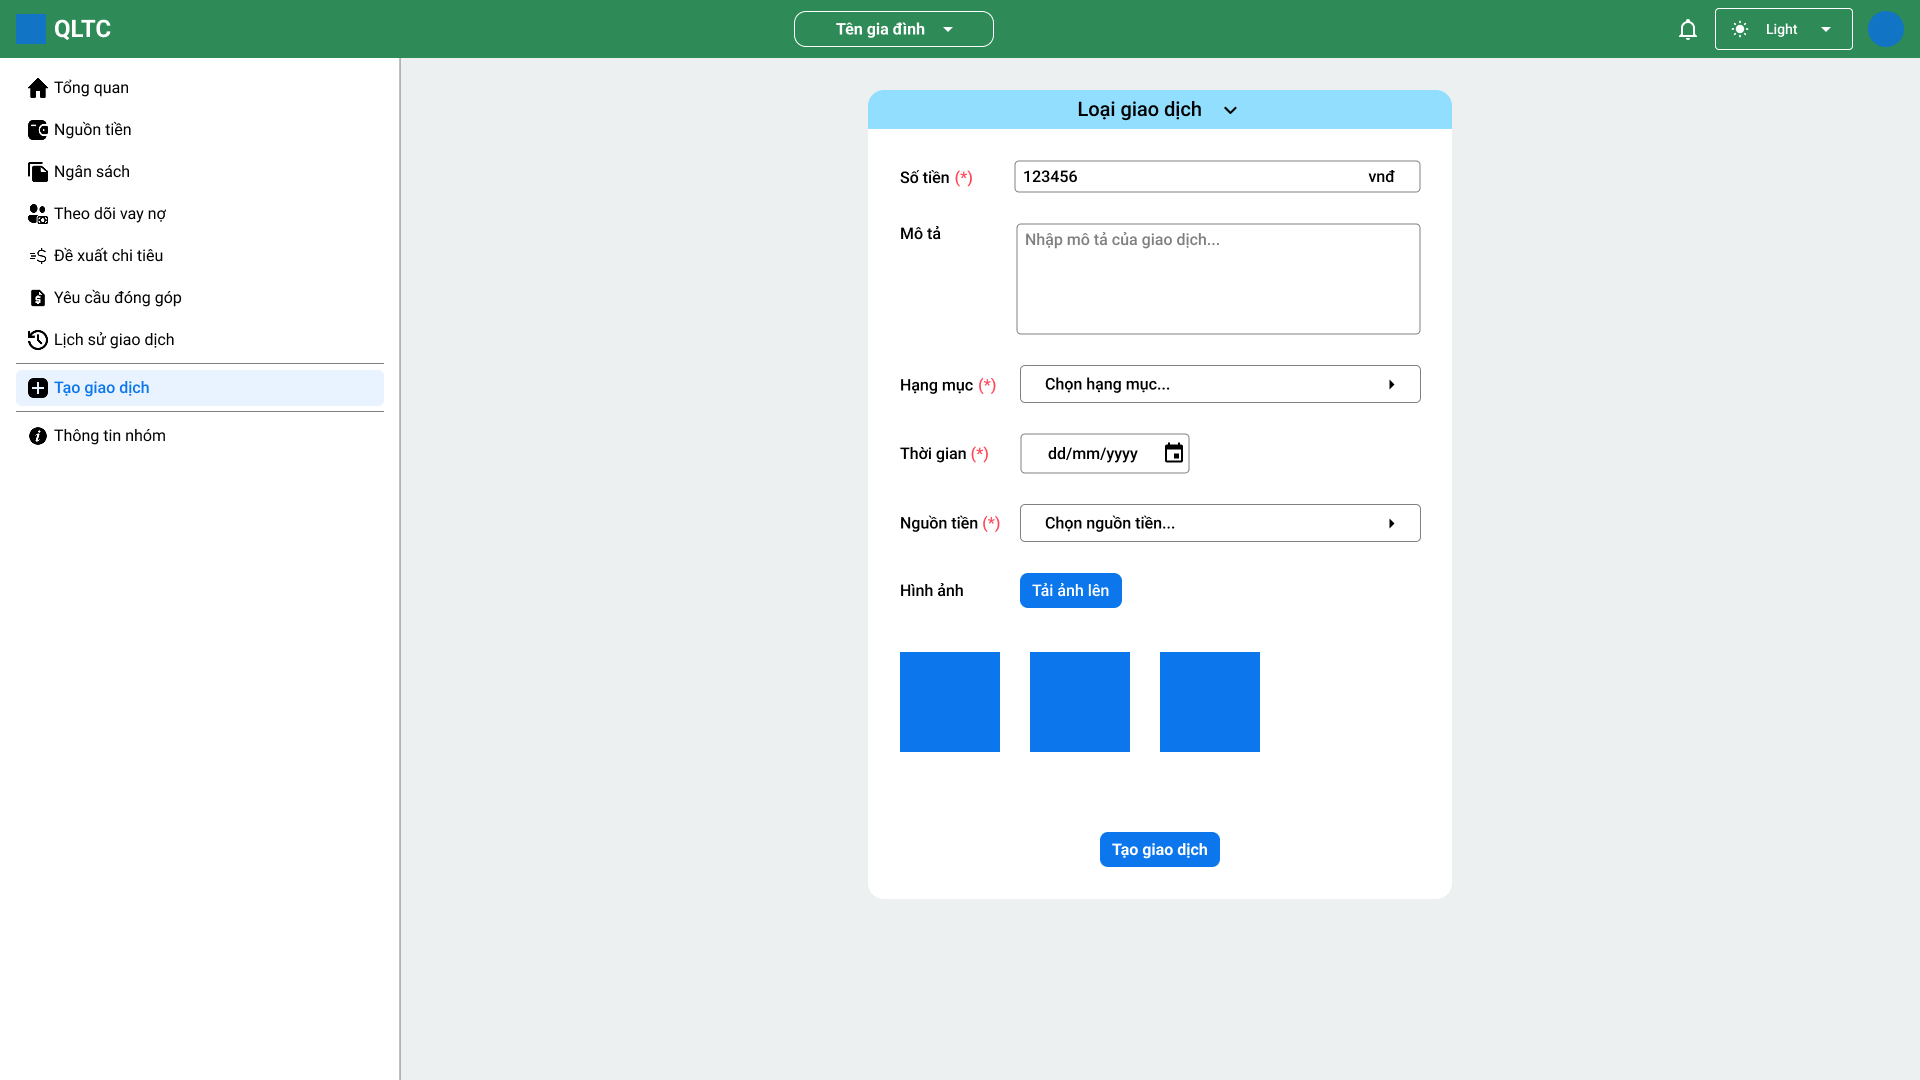 QLTC
Tên gia đình
Light
Tổng quan
Nguồn tiền
Ngân sách
Theo dõi vay nợ
Đề xuất chi tiêu
Yêu cầu đóng góp
Lịch sử giao dịch
Tạo giao dịch
Thông tin nhóm
Loại giao dịch
Số tiền (*)
123456 vnđ
Mô tả
Nhập mô tả của giao dịch...
Hạng mục (*)
Chọn hạng mục...
Thời gian (*)
dd/mm/yyyy
Nguồn tiền (*)
Chọn nguồn tiền...
Hình ảnh
Tải ảnh lên
Tạo giao dịch